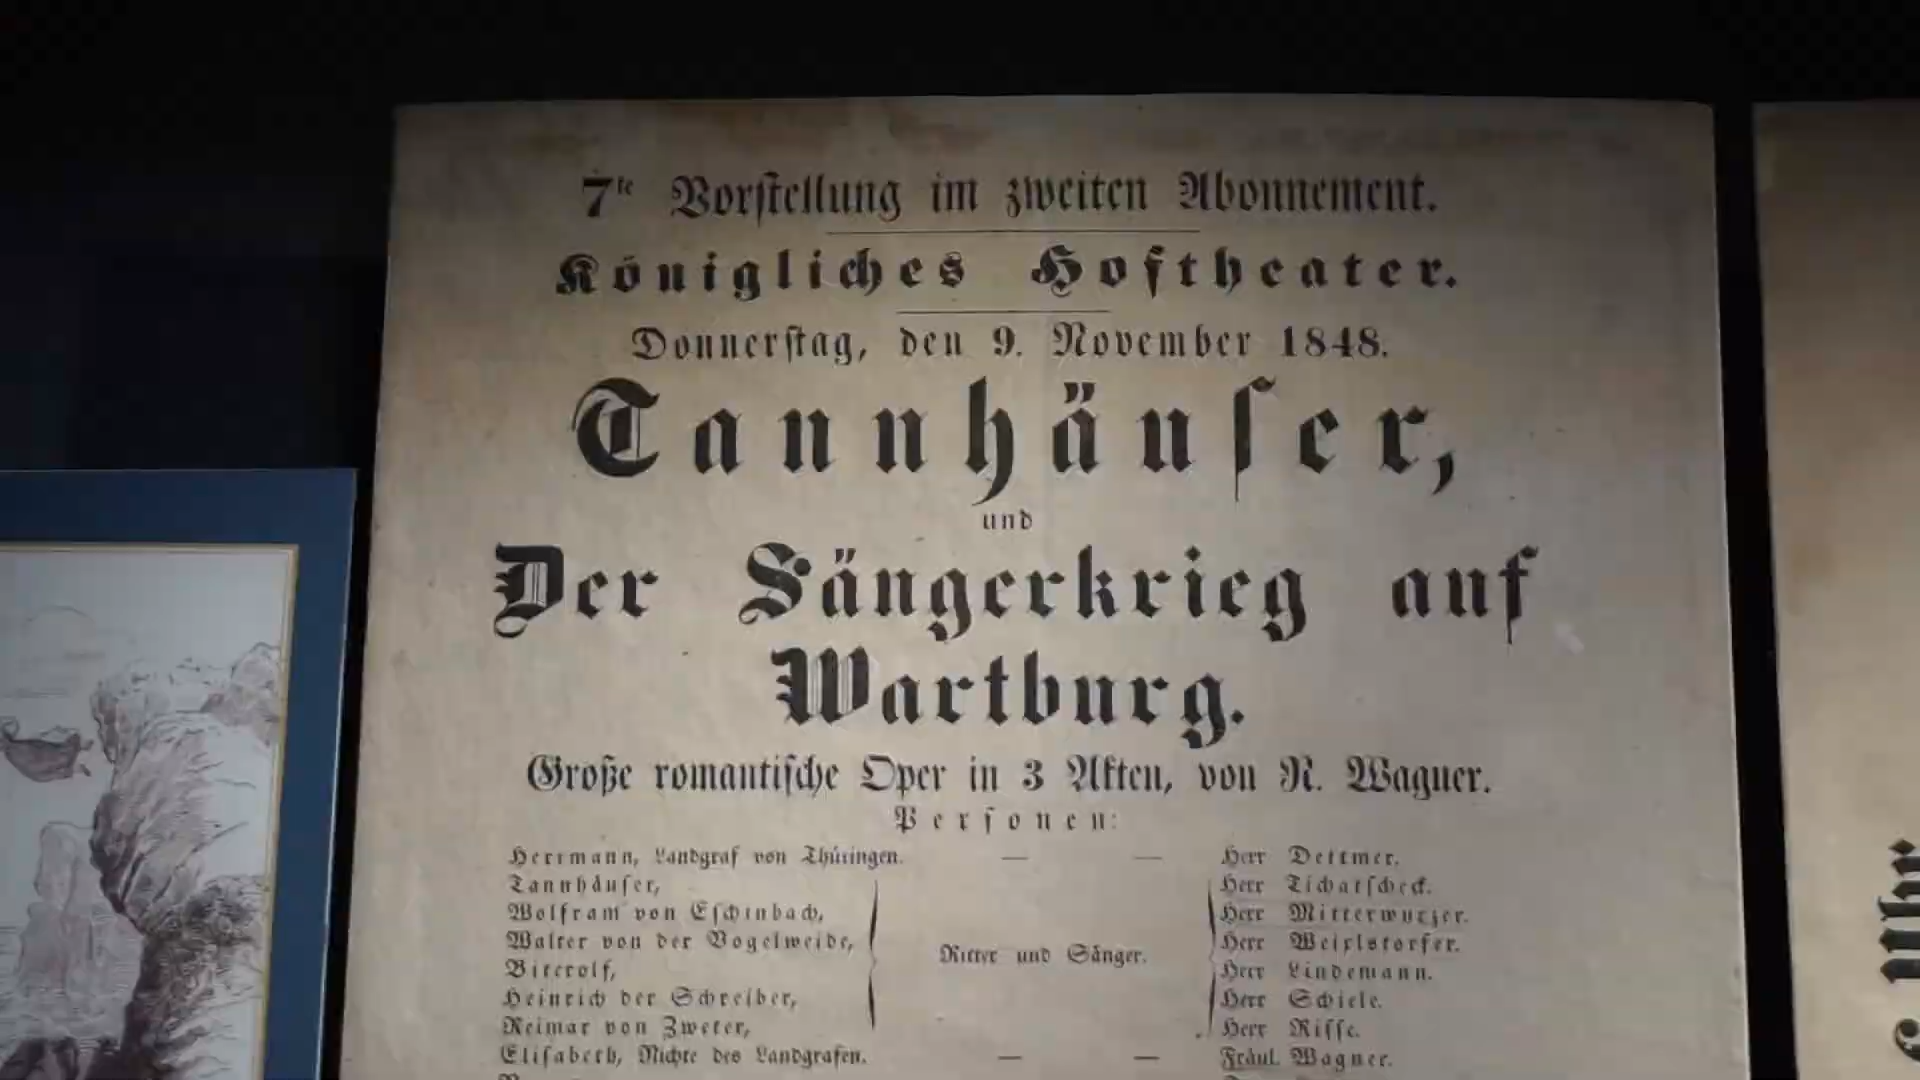 7te Vorstellung im zweiten Abonnement.
Königliches Hoftheater.
Donnerstag, den 9. November 1848.
Tannhäuser,
und
Der Sängerkrieg auf
Wartburg.
Große romantische Oper in 3 Akten, von R. Wagner.
Personen:
Herrmann, Landgraf von Thüringen. — — Herr Dettmer.
Tannhäuser, Herr Tichatscheck.
Wolfram von Eschinbach, Herr Mitterwurzer.
Walter von der Vogelweide, Herr Weixlstorfer.
Ritter und Sänger.
Biterolf, Herr Lindemann.
Heinrich der Schreiber, Herr Schiele.
Reimar von Zweter, Herr Risse.
Elisabeth, Nichte des Landgrafen. — — Fräul. Wagner.